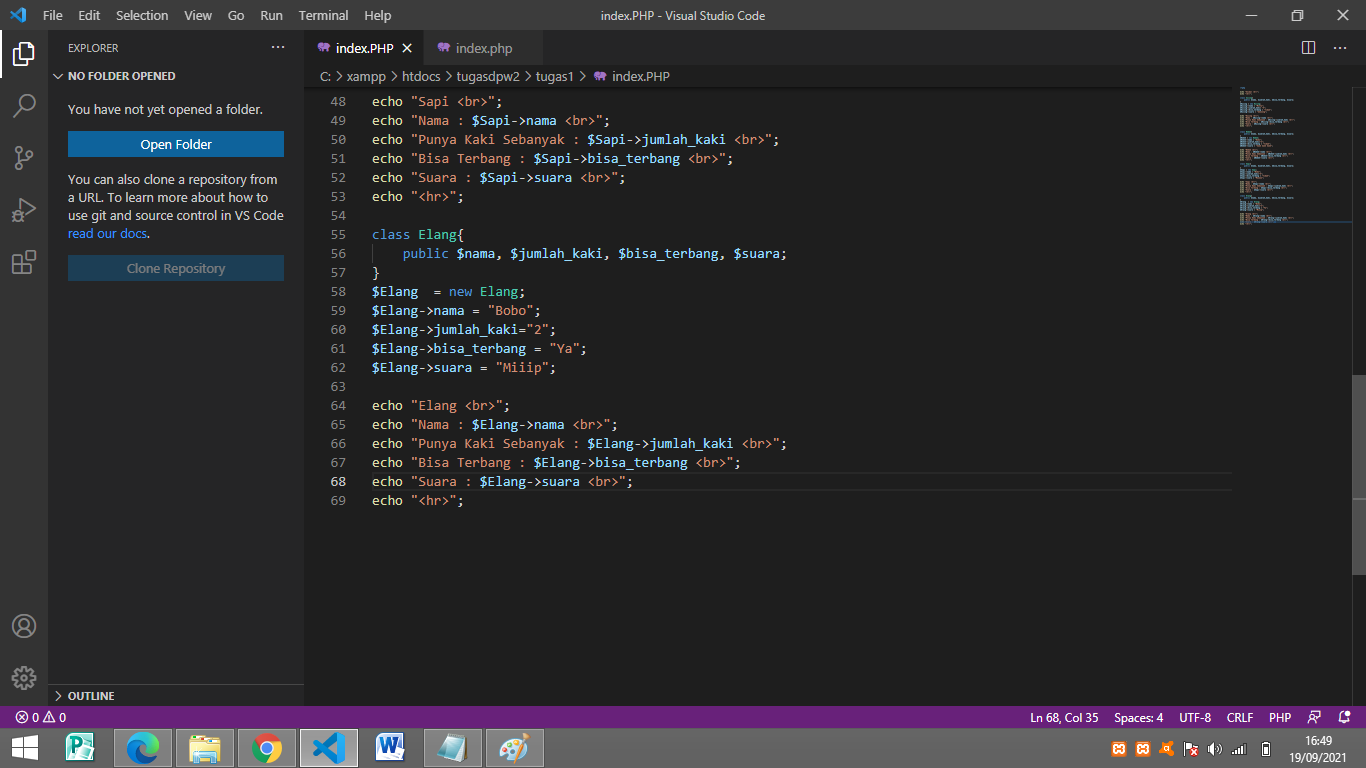 File Edit Selection View Go Run Terminal Help
index.PHP - Visual Studio Code
EXPLORER
index.PHP
index.php
C: > xampp > htdocs > tugasdpw2 > tugas1 > index.PHP
NO FOLDER OPENED
You have not yet opened a folder.
Open Folder
You can also clone a repository from
a URL. To learn more about how to
use git and source control in VS Code
read our docs.
Clone Repository
OUTLINE
48 echo "Sapi <br>";
49 echo "Nama : $Sapi->nama <br>";
50 echo "Punya Kaki Sebanyak : $Sapi->jumlah_kaki <br>";
51 echo "Bisa Terbang : $Sapi->bisa_terbang <br>";
52 echo "Suara : $Sapi->suara <br>";
53 echo "<hr>";
54
55 class Elang{
56     public $nama, $jumlah_kaki, $bisa_terbang, $suara;
57 }
58 $Elang  = new Elang;
59 $Elang->nama = "Bobo";
60 $Elang->jumlah_kaki="2";
61 $Elang->bisa_terbang = "Ya";
62 $Elang->suara = "Miiip";
63
64 echo "Elang <br>";
65 echo "Nama : $Elang->nama <br>";
66 echo "Punya Kaki Sebanyak : $Elang->jumlah_kaki <br>";
67 echo "Bisa Terbang : $Elang->bisa_terbang <br>";
68 echo "Suara : $Elang->suara <br>";
69 echo "<hr>";
0 0
Ln 68, Col 35 Spaces: 4 UTF-8 CRLF PHP
16:49
19/09/2021